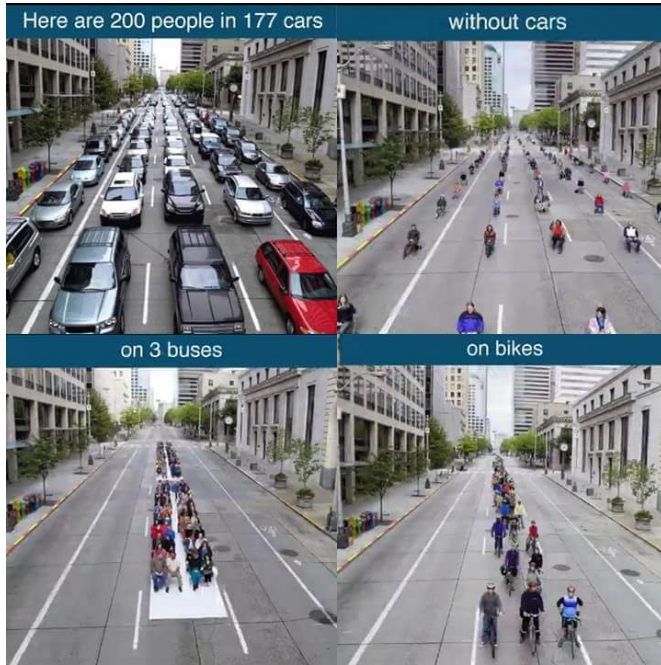 Here are 200 people in 177 cars
without cars
on 3 buses
on bikes